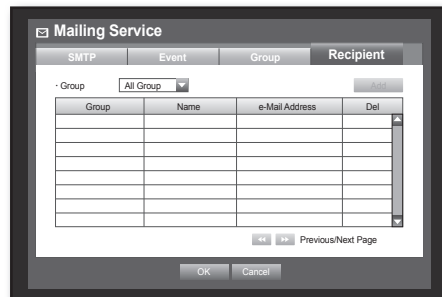 Mailing Service
SMTP Event Group Recipient
· Group All Group Add
Group Name e-Mail Address Del
Previous/Next Page
OK Cancel